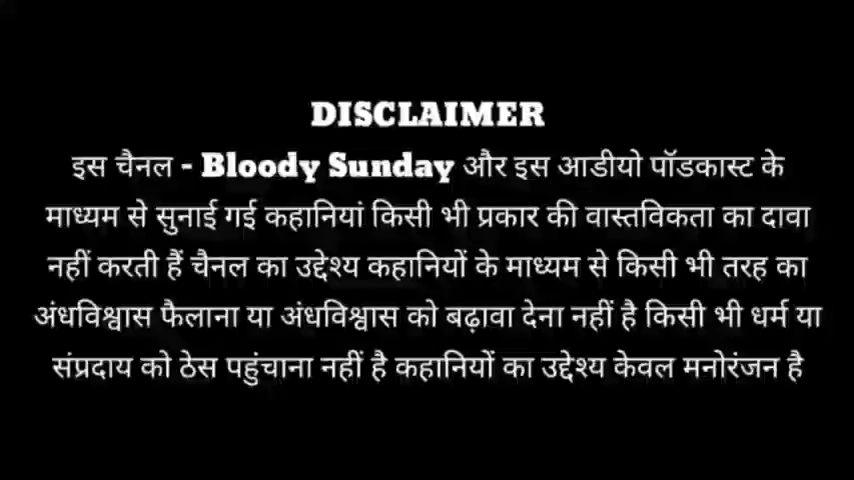 DISCLAIMER
इस चैनल - Bloody Sunday और इस आडीयो पॉडकास्ट के
माध्यम से सुनाई गई कहानियां किसी भी प्रकार की वास्तविकता का दावा
नहीं करती हैं चैनल का उद्देश्य कहानियों के माध्यम से किसी भी तरह का
अंधविश्वास फैलाना या अंधविश्वास को बढ़ावा देना नहीं है किसी भी धर्म या
संप्रदाय को ठेस पहुंचाना नहीं है कहानियों का उद्देश्य केवल मनोरंजन है